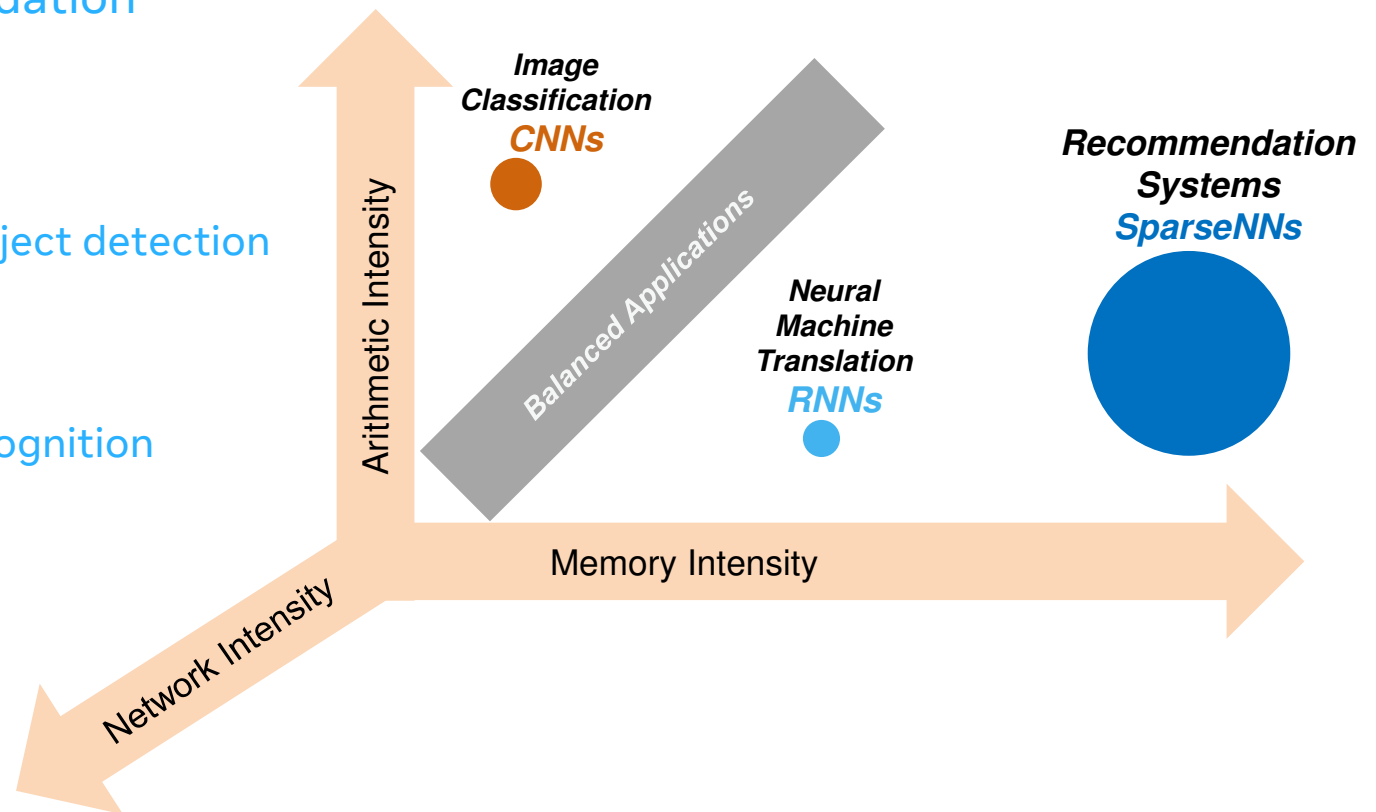 dation
ject detection
ognition
Arithmetic Intensity
Image
Classification
CNNs
Balanced Applications
Neural
Machine
Translation
RNNs
Recommendation
Systems
SparseNNs
Memory Intensity
Network Intensity